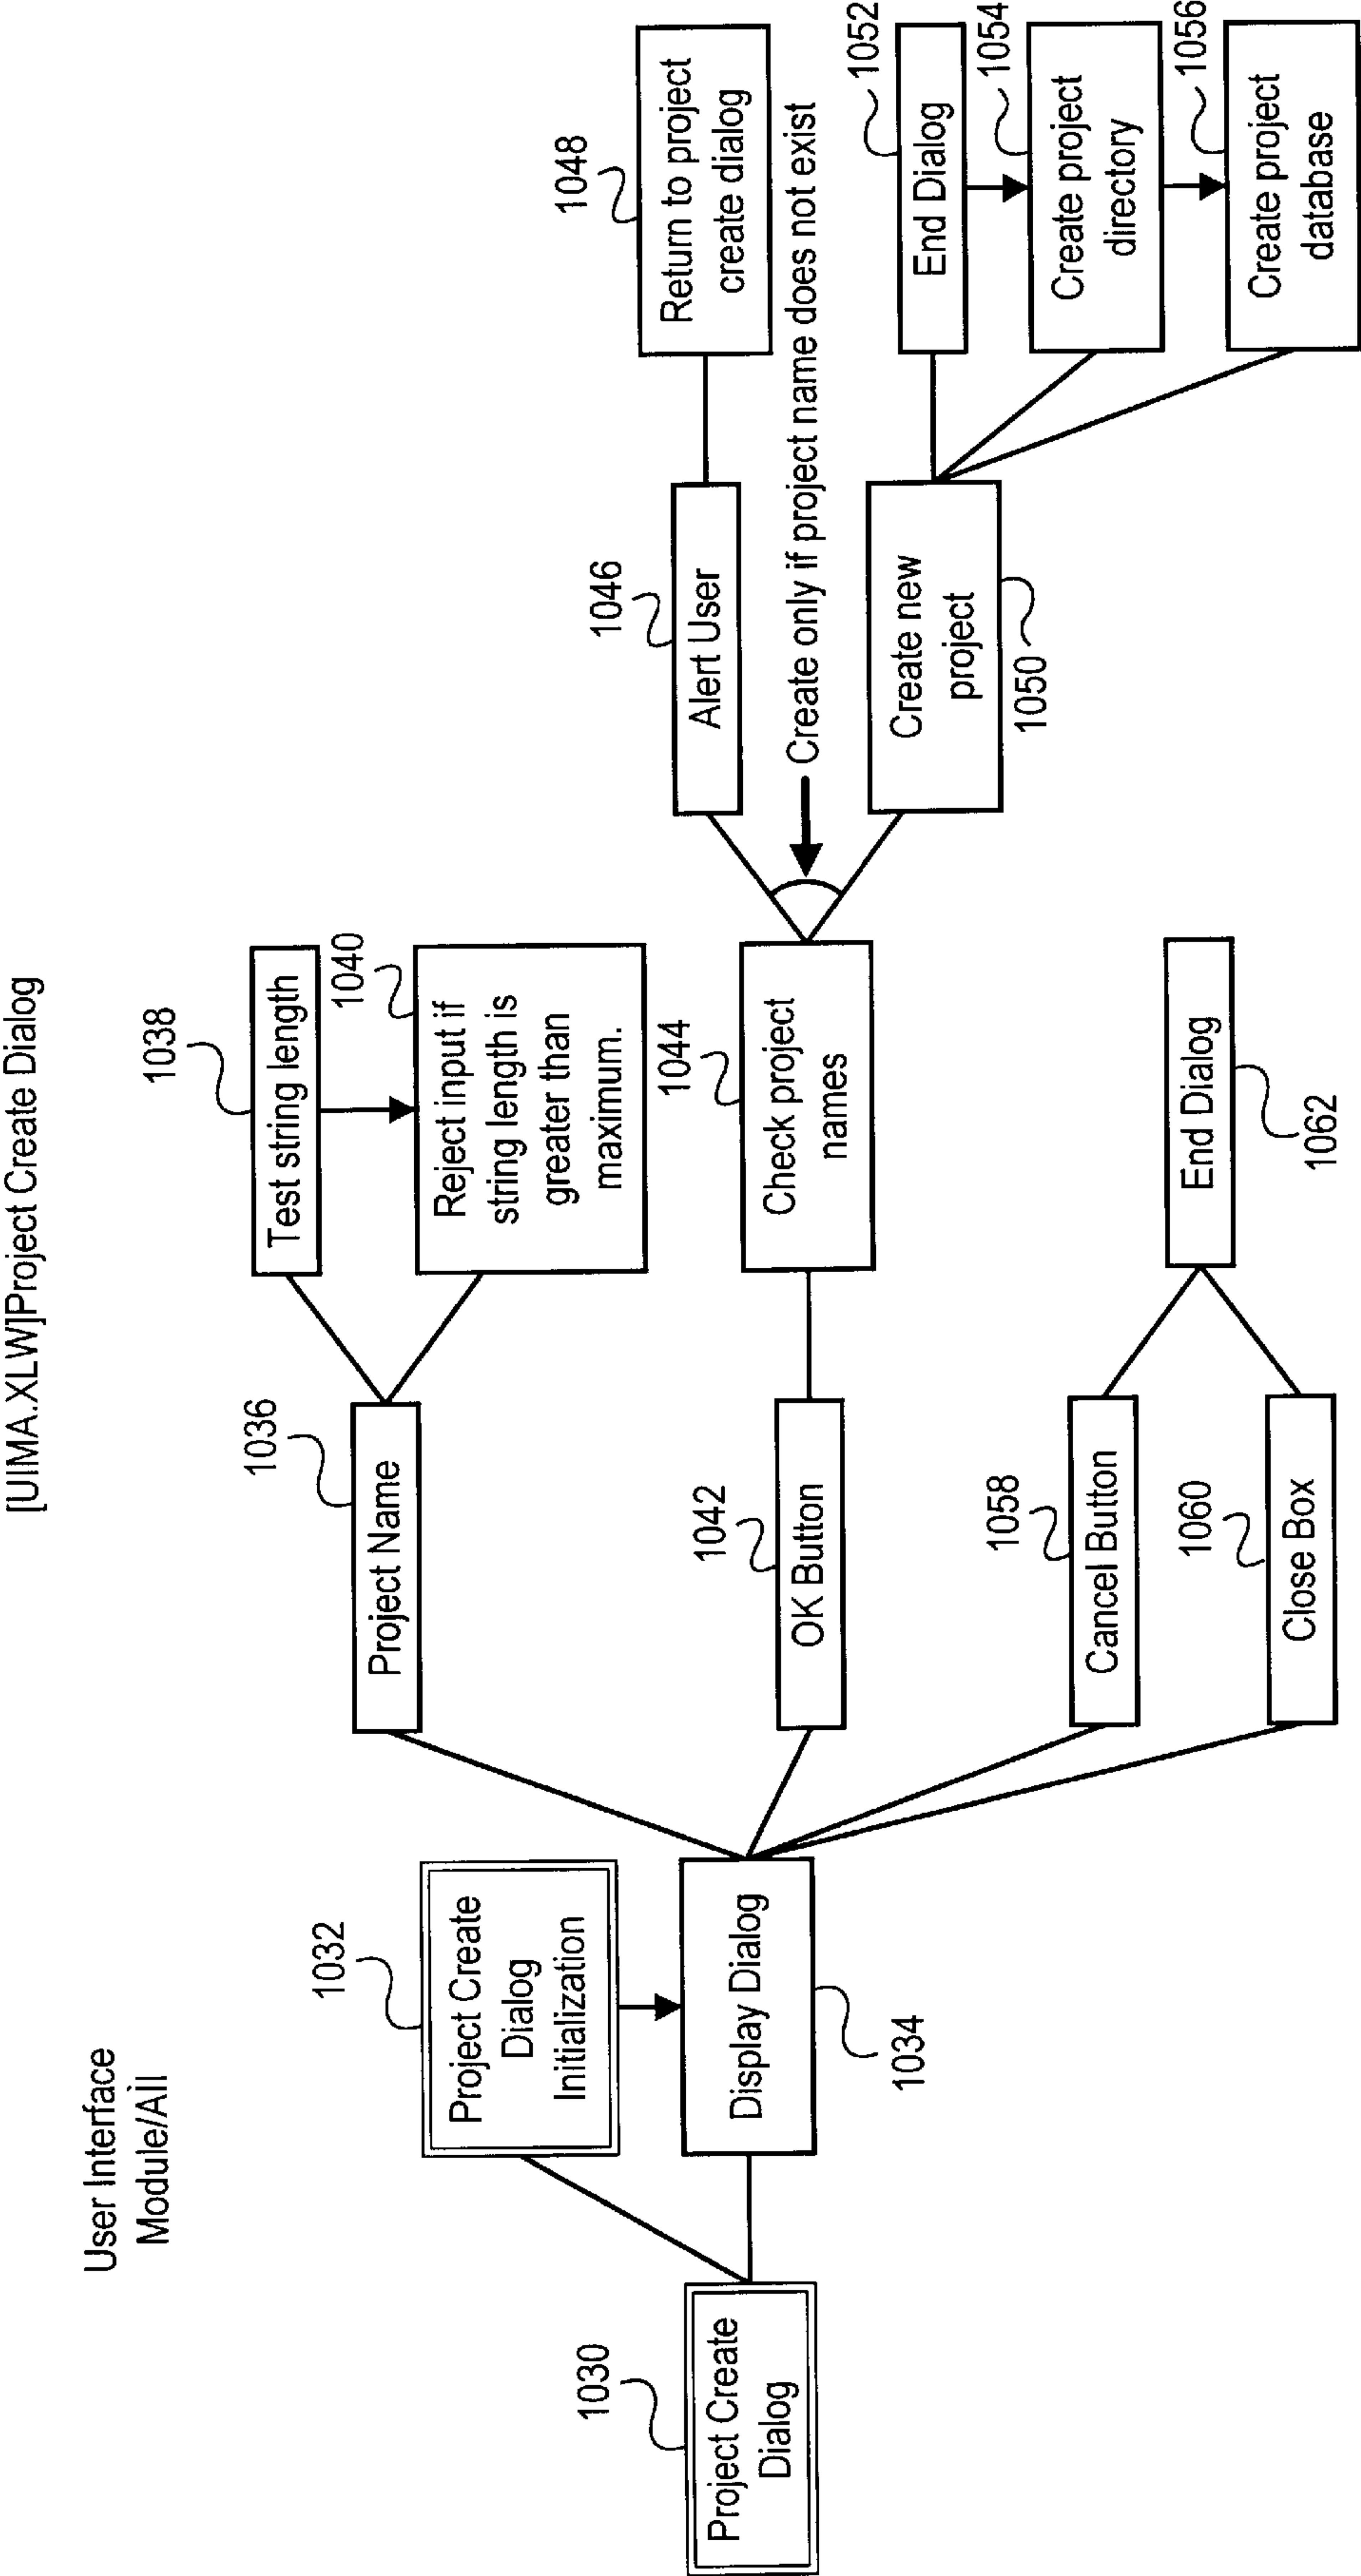 [UIMA.XLW]Project Create Dialog
User Interface
Module/All
1030
Project Create
Dialog
1032
Project Create
Dialog
Initialization
Display Dialog
1034
1036
Project Name
1038
Test string length
1040
Reject input if
string length is
greater than
maximum.
1042
OK Button
1044
Check project
names
1046
Alert User
1048
Return to project
create dialog
Create only if project name does not exist
Create new
project
1050
1052
End Dialog
1054
Create project
directory
1056
Create project
database
1058
Cancel Button
1060
Close Box
End Dialog
1062